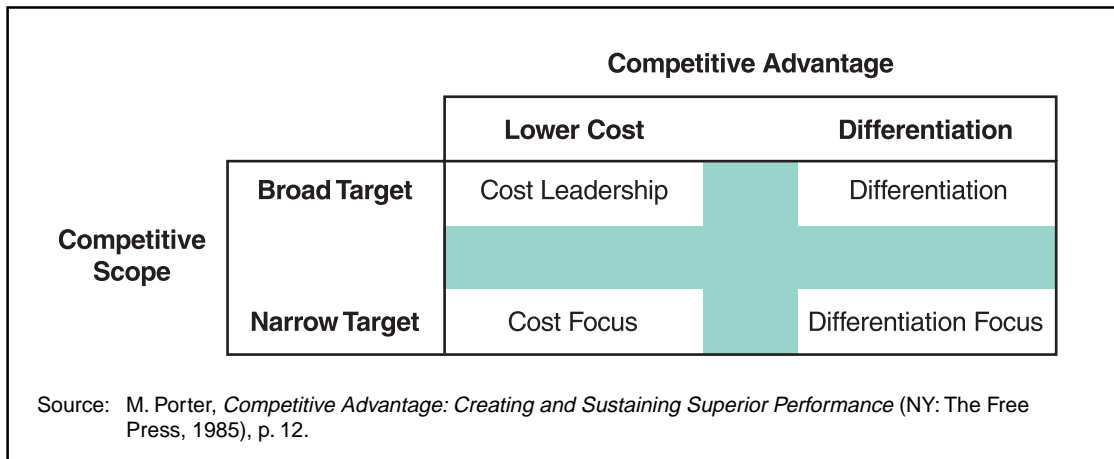 Competitive Advantage
Lower Cost
Differentiation
Broad Target
Cost Leadership
Differentiation
Competitive
Scope
Narrow Target
Cost Focus
Differentiation Focus
Source: M. Porter, Competitive Advantage: Creating and Sustaining Superior Performance (NY: The Free
Press, 1985), p. 12.